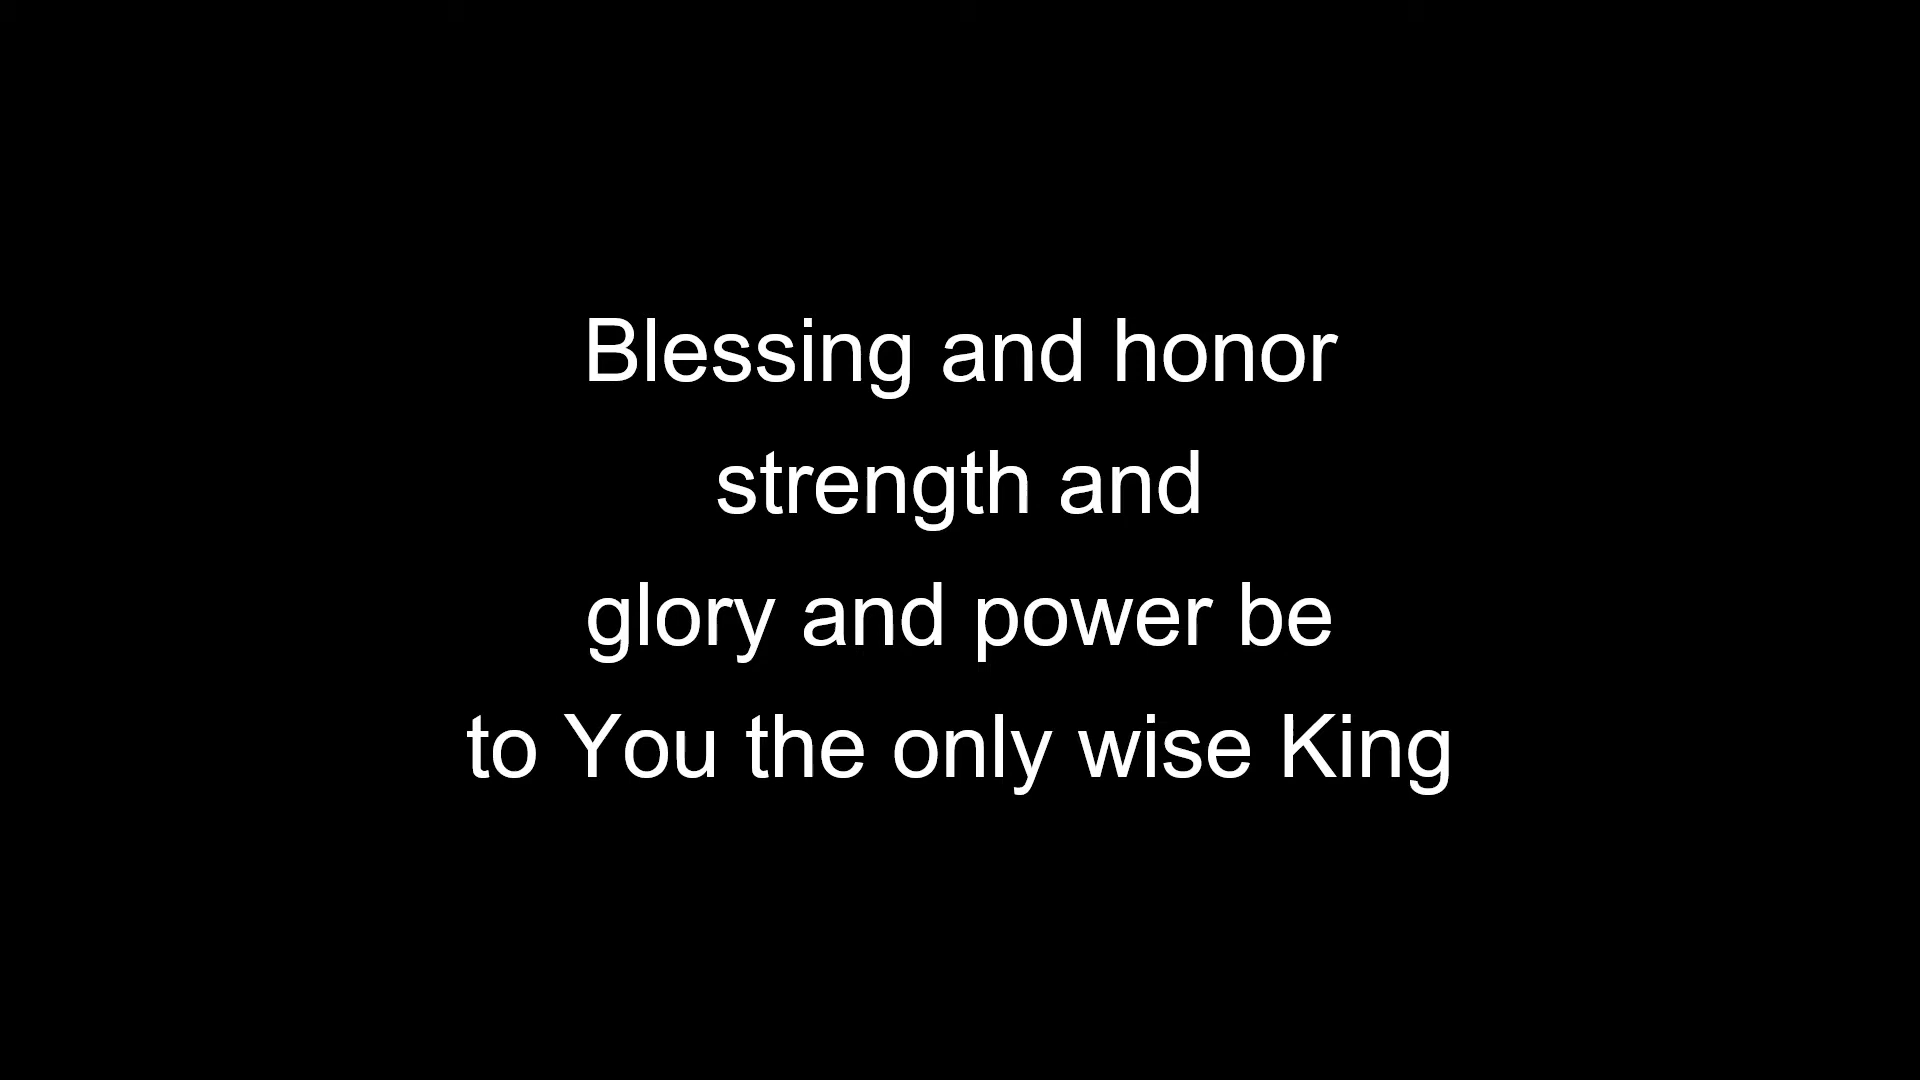 Blessing and honor
strength and
glory and power be
to You the only wise King